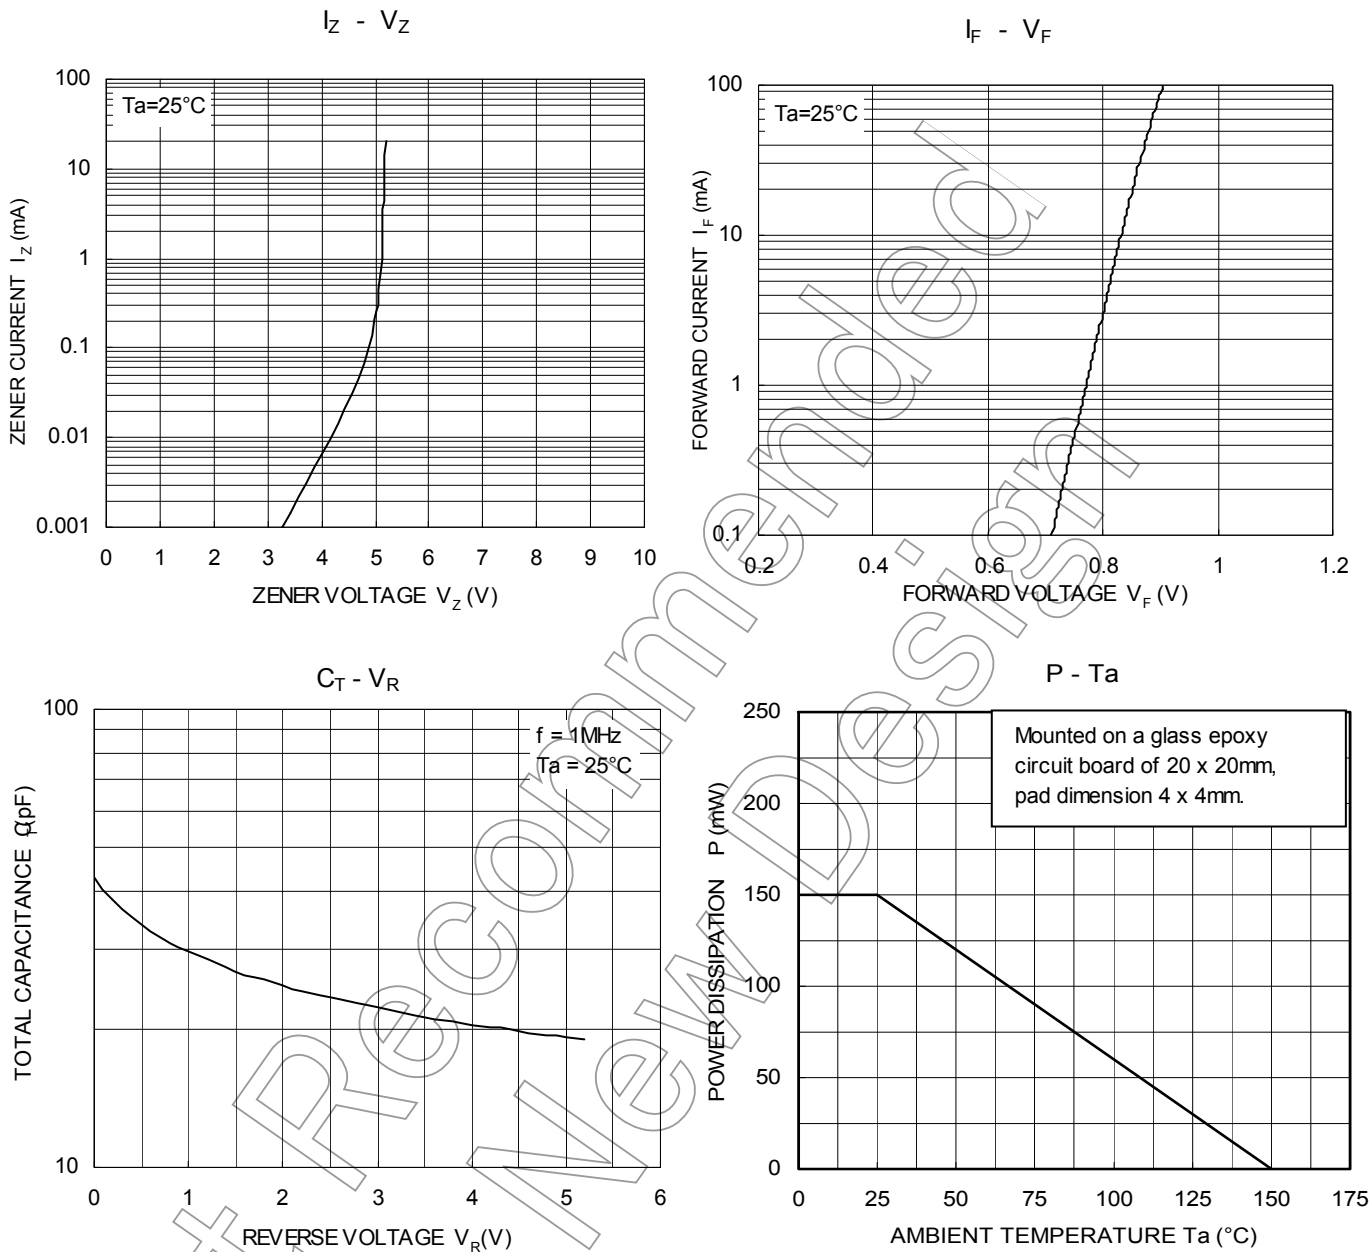 I_Z - V_Z
100
10
1
0.1
0.01
0.001
Ta=25°C
ZENER CURRENT I_Z (mA)
0 1 2 3 4 5 6 7 8 9 10
ZENER VOLTAGE V_Z (V)
I_F - V_F
100
10
1
0.1
Ta=25°C
FORWARD CURRENT I_F (mA)
0.2 0.4 0.6 0.8 1 1.2
FORWARD VOLTAGE V_F (V)
C_T - V_R
100
10
f = 1MHz
Ta = 25°C
TOTAL CAPACITANCE C_T(pF)
0 1 2 3 4 5 6
REVERSE VOLTAGE V_R(V)
P - Ta
250
200
150
100
50
0
Mounted on a glass epoxy
circuit board of 20 x 20mm,
pad dimension 4 x 4mm.
POWER DISSIPATION P (mW)
0 25 50 75 100 125 150 175
AMBIENT TEMPERATURE Ta (°C)
Recommended
New Design